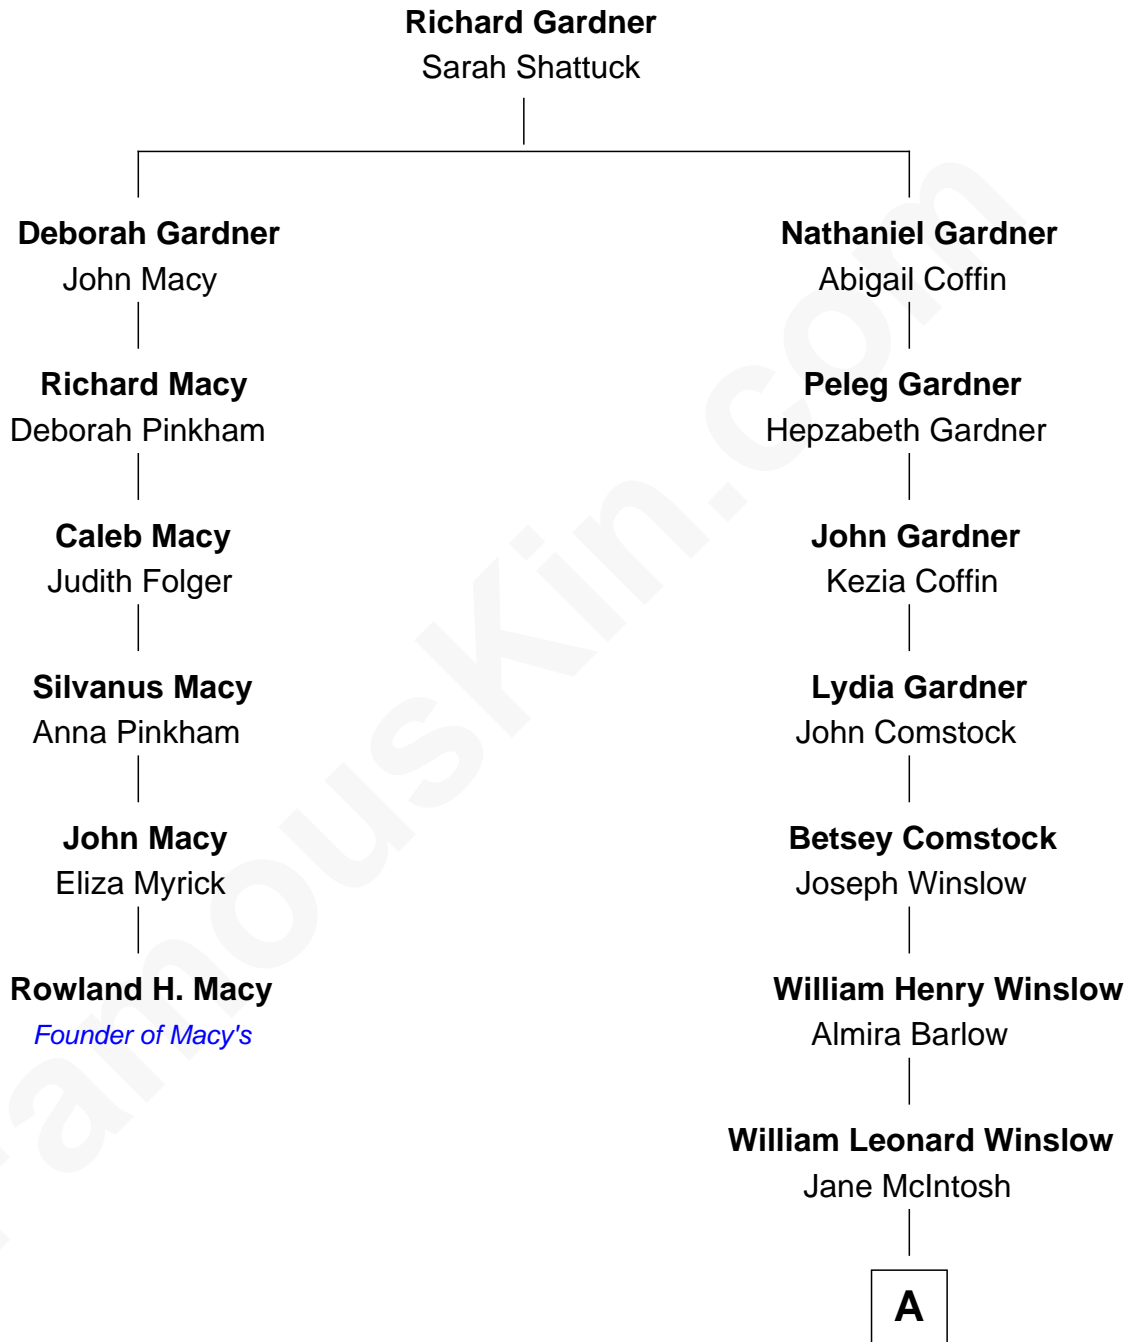 Richard Gardner
Sarah Shattuck
Deborah Gardner
John Macy
Nathaniel Gardner
Abigail Coffin
Richard Macy
Deborah Pinkham
Peleg Gardner
Hepzabeth Gardner
Caleb Macy
Judith Folger
John Gardner
Kezia Coffin
Silvanus Macy
Anna Pinkham
Lydia Gardner
John Comstock
John Macy
Eliza Myrick
Betsey Comstock
Joseph Winslow
Rowland H. Macy
Founder of Macy's
William Henry Winslow
Almira Barlow
William Leonard Winslow
Jane McIntosh
A
FamousKin.com